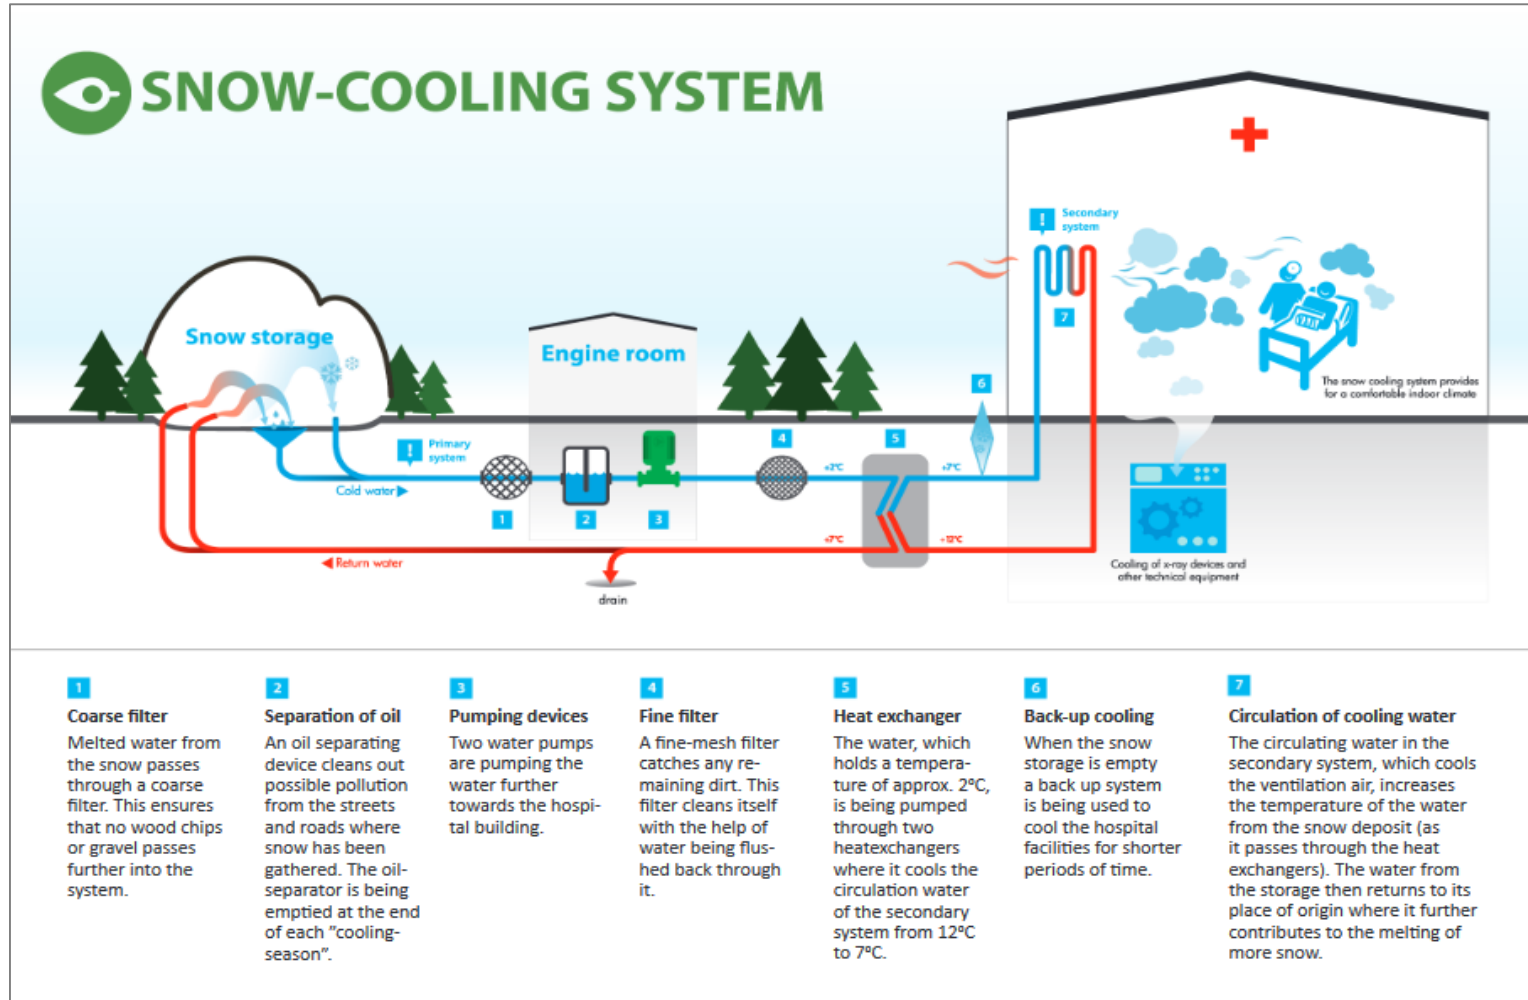 SNOW-COOLING SYSTEM
Secondary
system
Snow storage
Engine room
7
6
The snow cooling system provides
for a comfortable indoor climate
Primary
system
4
5
+2°C
+7°C
Cold water
1
2
3
+7°C
+12°C
Return water
drain
Cooling of x-ray devices and
other technical equipment
1
Coarse filter
Melted water from
the snow passes
through a coarse
filter. This ensures
that no wood chips
or gravel passes
further into the
system.
2
Separation of oil
An oil separating
device cleans out
possible pollution
from the streets
and roads where
snow has been
gathered. The oil-
separator is being
emptied at the end
of each "cooling-
season".
3
Pumping devices
Two water pumps
are pumping the
water further
towards the hospi-
tal building.
4
Fine filter
A fine-mesh filter
catches any re-
maining dirt. This
filter cleans itself
with the help of
water being flus-
hed back through
it.
5
Heat exchanger
The water, which
holds a tempera-
ture of approx. 2ºC,
is being pumped
through two
heatexchangers
where it cools the
circulation water
of the secondary
system from 12ºC
to 7ºC.
6
Back-up cooling
When the snow
storage is empty
a back up system
is being used to
cool the hospital
facilities for shorter
periods of time.
7
Circulation of cooling water
The circulating water in the
secondary system, which cools
the ventilation air, increases
the temperature of the water
from the snow deposit (as
it passes through the heat
exchangers). The water from
the storage then returns to its
place of origin where it further
contributes to the melting of
more snow.